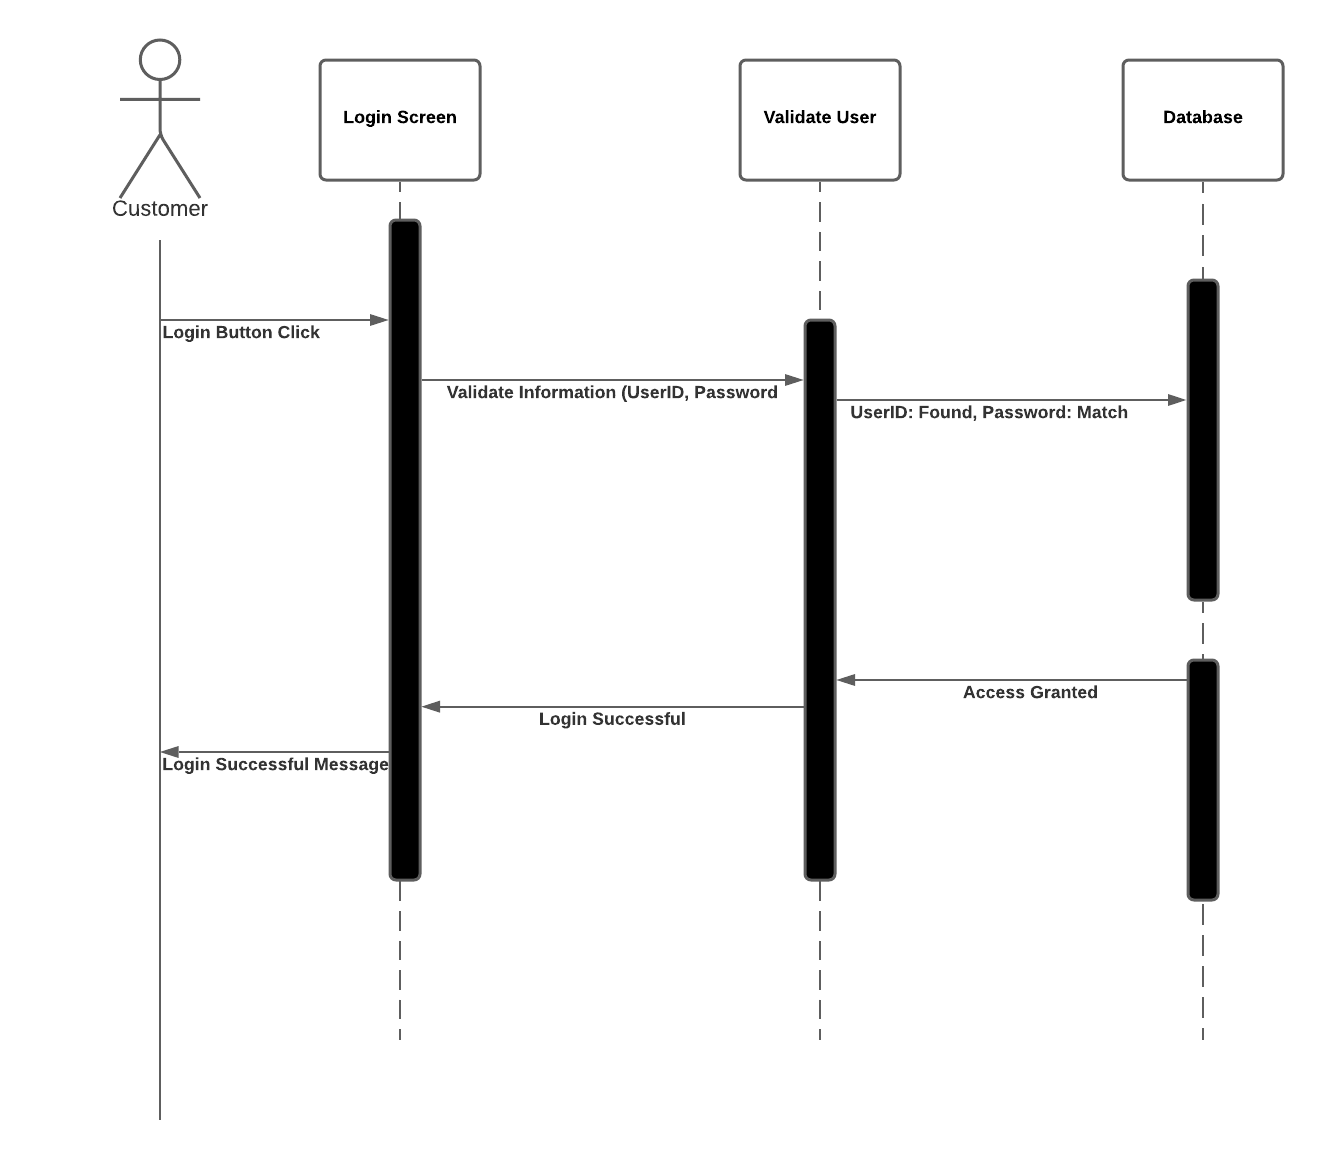 Login Screen
Validate User
Database
Customer
Login Button Click
Validate Information (UserID, Password
UserID: Found, Password: Match
Access Granted
Login Successful
Login Successful Message